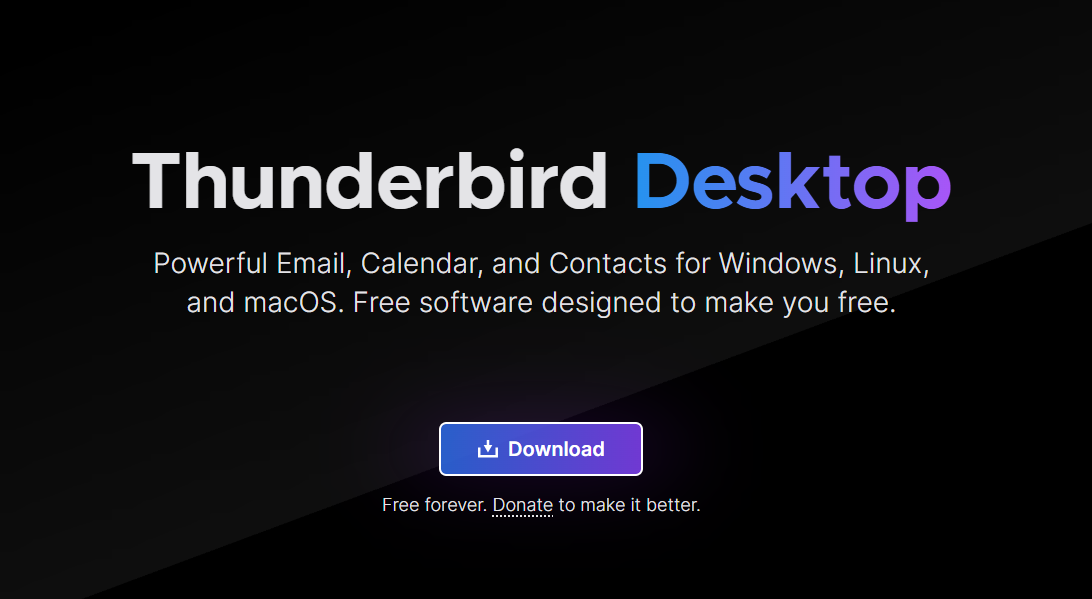 Thunderbird Desktop
Powerful Email, Calendar, and Contacts for Windows, Linux,
and macOS. Free software designed to make you free.
Download
Free forever. Donate to make it better.